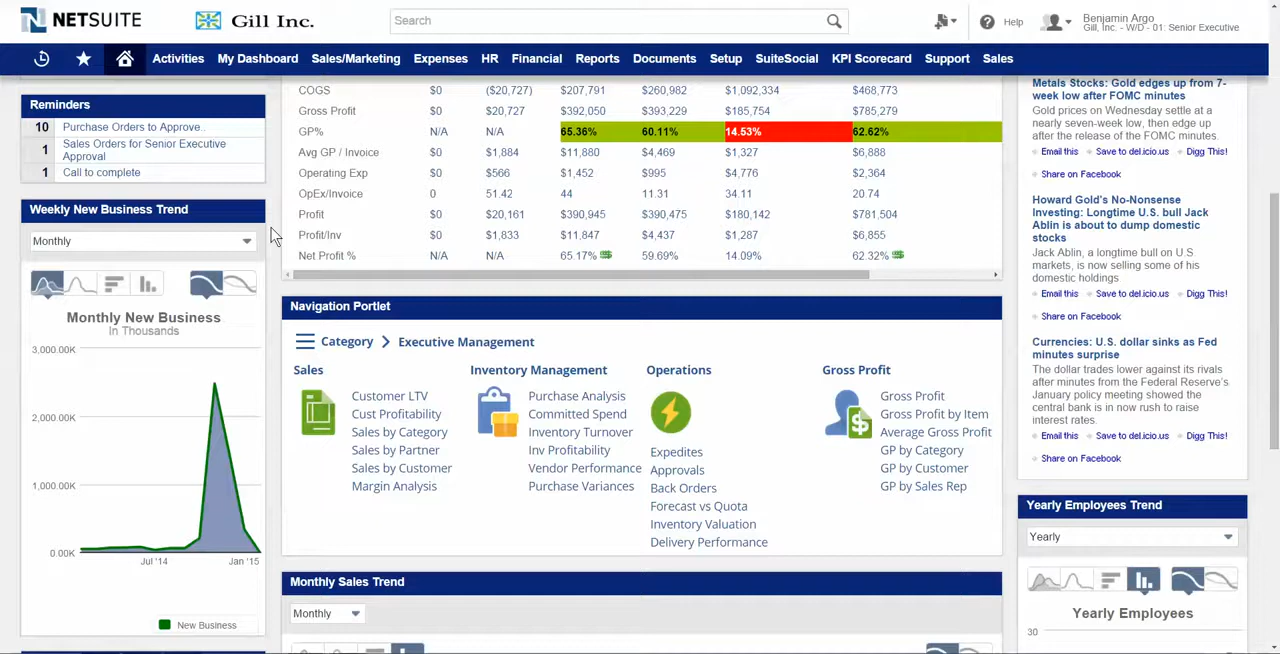 NETSUITE
Gill Inc.
Search
Help
Benjamin Argo
Gill, Inc. - W/D - 01: Senior Executive
Activities My Dashboard Sales/Marketing Expenses HR Financial Reports Documents Setup SuiteSocial KPI Scorecard Support Sales
Reminders
10 Purchase Orders to Approve..
1 Sales Orders for Senior Executive
Approval
1 Call to complete
Weekly New Business Trend
Monthly
Monthly New Business
In Thousands
3,000.00K
2,000.00K
1,000.00K
0.00K
Jul '14 Jan '15
New Business
COGS $0 ($20,727) $207,791 $260,982 $1,092,334 $468,773
Gross Profit $0 $20,727 $392,050 $393,229 $185,754 $785,279
GP% N/A N/A 65.36% 60.11% 14.53% 62.62%
Avg GP / Invoice $0 $1,884 $11,880 $4,469 $1,327 $6,888
Operating Exp $0 $566 $1,452 $995 $4,776 $2,364
OpEx/Invoice 0 51.42 44 11.31 34.11 20.74
Profit $0 $20,161 $390,945 $390,475 $180,142 $781,504
Profit/Inv $0 $1,833 $11,847 $4,437 $1,287 $6,855
Net Profit % N/A N/A 65.17% 59.69% 14.09% 62.32%
Navigation Portlet
Category Executive Management
Sales
Customer LTV
Cust Profitability
Sales by Category
Sales by Partner
Sales by Customer
Margin Analysis
Inventory Management
Purchase Analysis
Committed Spend
Inventory Turnover
Inv Profitability
Vendor Performance
Purchase Variances
Operations
Expedites
Approvals
Back Orders
Forecast vs Quota
Inventory Valuation
Delivery Performance
Gross Profit
Gross Profit
Gross Profit by Item
Average Gross Profit
GP by Category
GP by Customer
GP by Sales Rep
Monthly Sales Trend
Monthly
Metals Stocks: Gold edges up from 7-
week low after FOMC minutes
Gold prices on Wednesday settle at a
nearly seven-week low, then edge up
after the release of the FOMC minutes.
Email this Save to del.icio.us Digg This!
Share on Facebook
Howard Gold's No-Nonsense
Investing: Longtime U.S. bull Jack
Ablin is about to dump domestic
stocks
Jack Ablin, a longtime bull on U.S
markets, is now selling some of his
domestic holdings
Email this Save to del.icio.us Digg This!
Share on Facebook
Currencies: U.S. dollar sinks as Fed
minutes surprise
The dollar trades lower against its rivals
after minutes from the Federal Reserve's
January policy meeting showed the
central bank is in now rush to raise
interest rates.
Email this Save to del.icio.us Digg This!
Share on Facebook
Yearly Employees Trend
Yearly
Yearly Employees
30